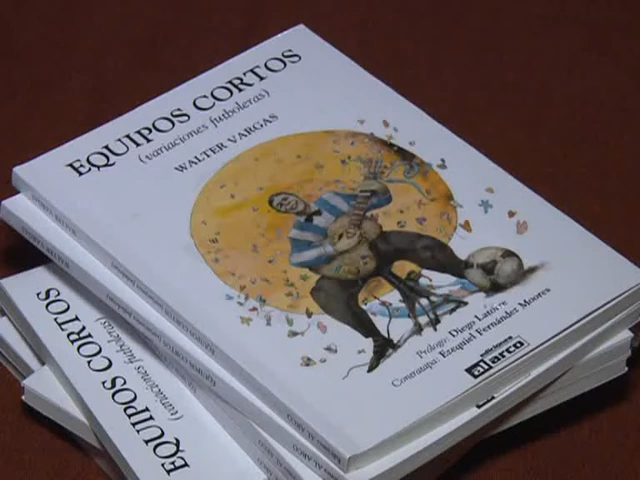 EQUIPOS CORTOS
(variaciones futboleras)
WALTER VARGAS
Prólogo: Diego Latorre
Contratapa: Ezequiel Fernández Moores
ediciones
al arco
EQUIPOS CORTOS
(variaciones futboleras)